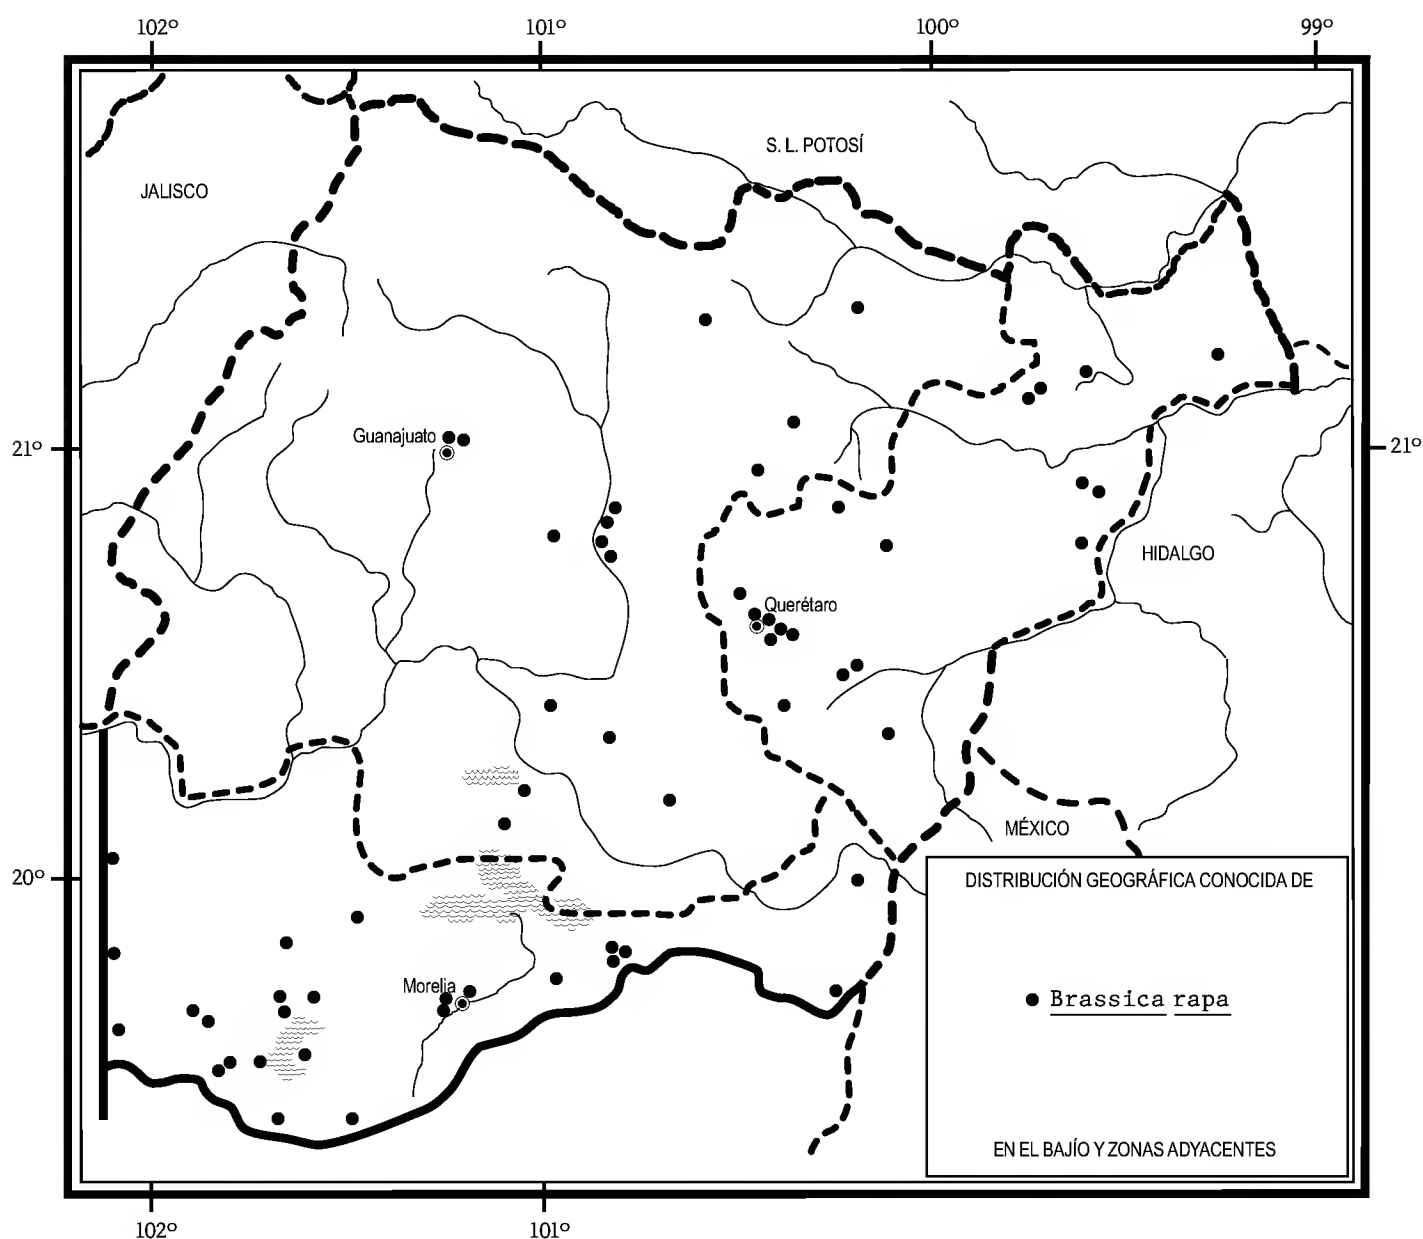 102º 101º 100º 99º
S. L. POTOSÍ
JALISCO
Guanajuato
21º 21º
HIDALGO
Querétaro
MÉXICO
20º
DISTRIBUCIÓN GEOGRÁFICA CONOCIDA DE
Morelia
Brassica rapa
EN EL BAJÍO Y ZONAS ADYACENTES
102º 101º